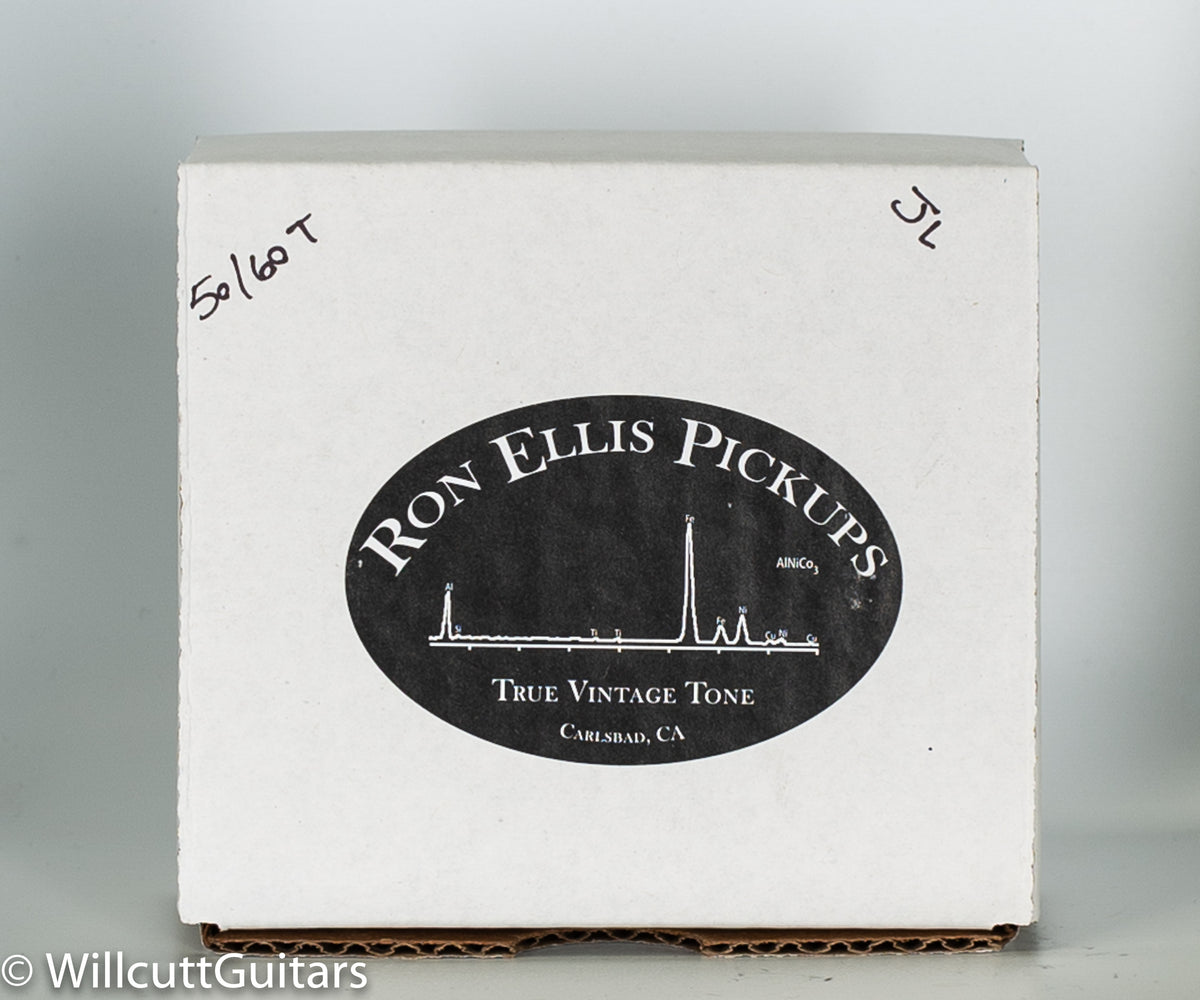 50/60 T
JL
RON ELLIS PICKUPS
Fe
AlNiCo3
Al
Si
Ti
Ti
Fe
Ni
Cu
Ni
Cu
TRUE VINTAGE TONE
CARLSBAD, CA
© WillcuttGuitars